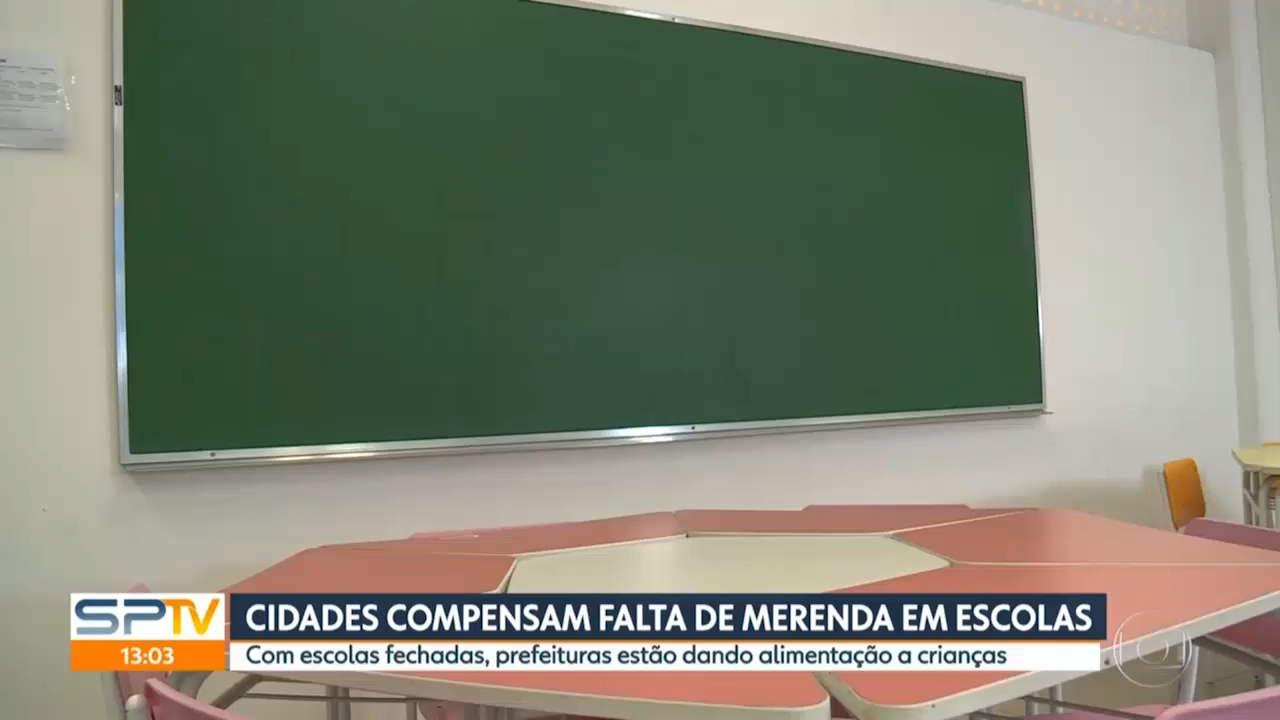 SPTV
CIDADES COMPENSAM FALTA DE MERENDA EM ESCOLAS
13:03
Com escolas fechadas, prefeituras estão dando alimentação a crianças